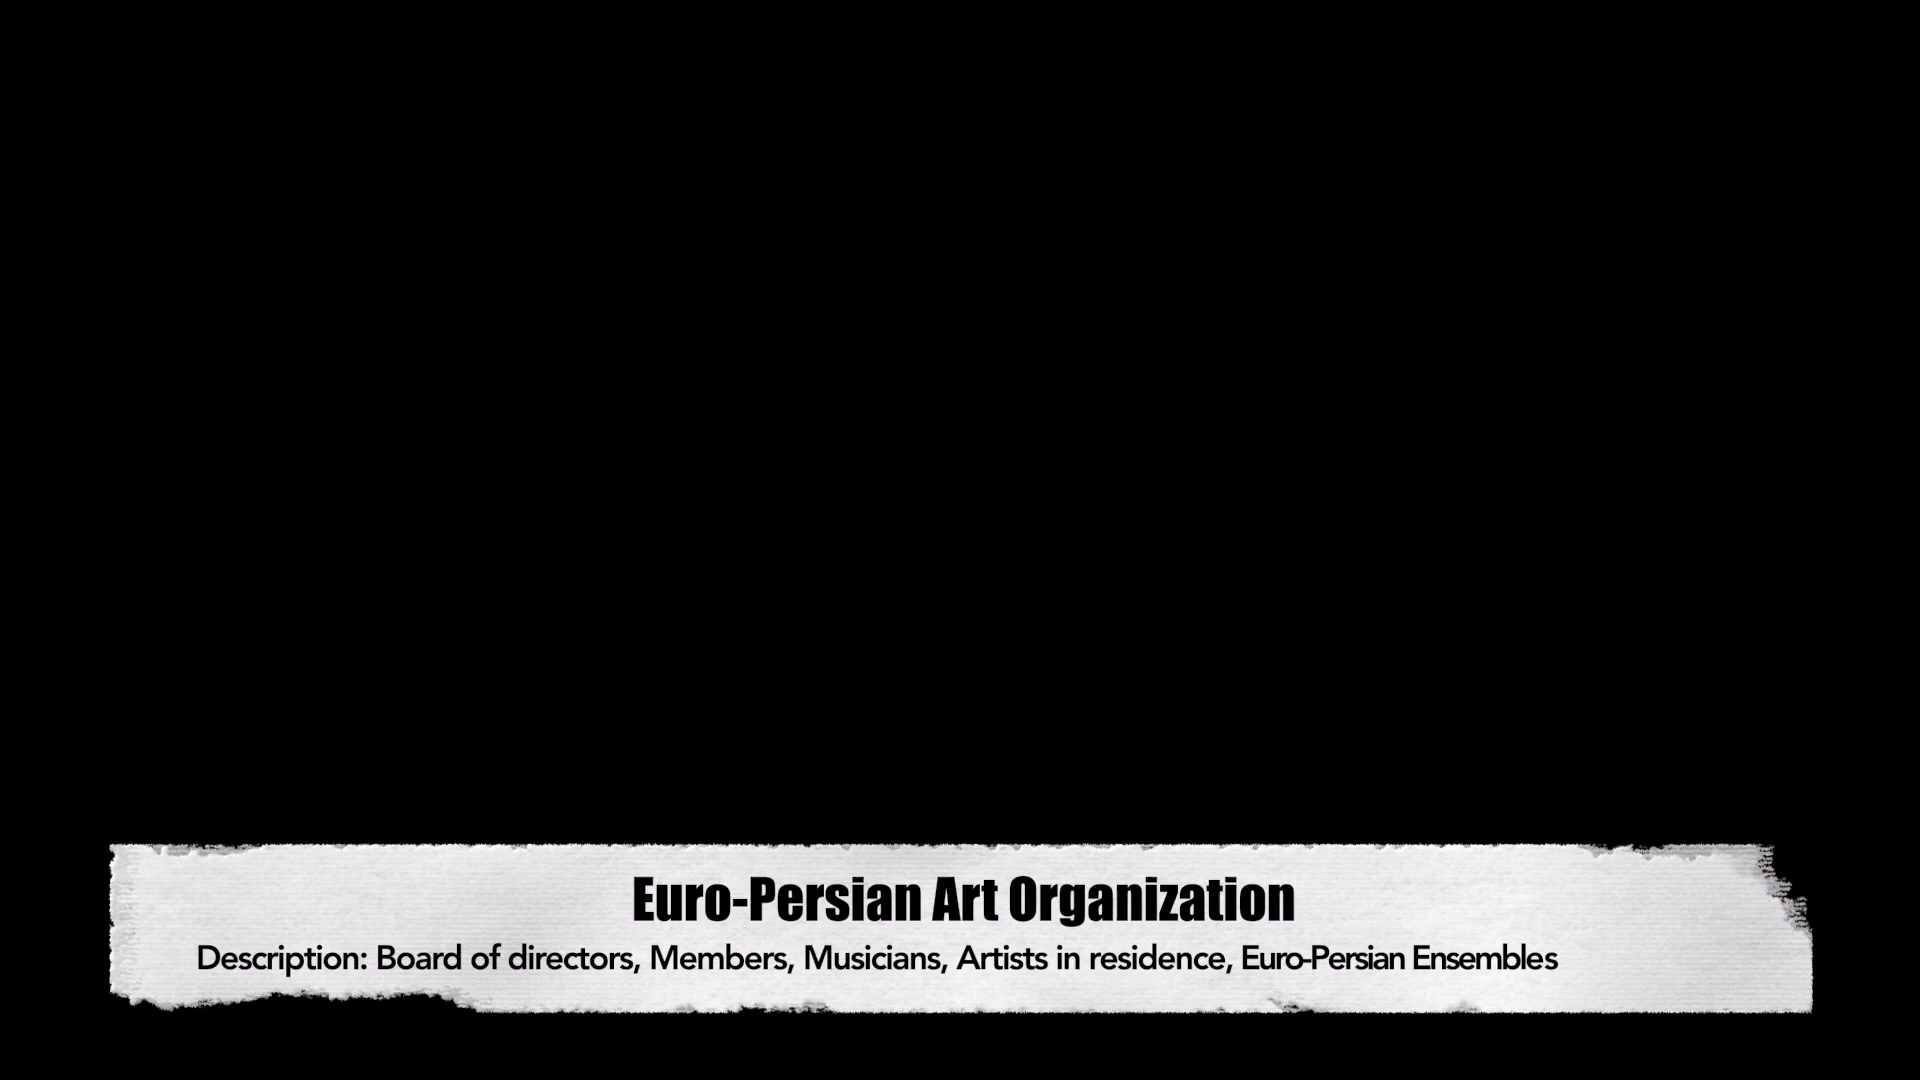 Euro-Persian Art Organization
Description: Board of directors, Members, Musicians, Artists in residence, Euro-Persian Ensembles